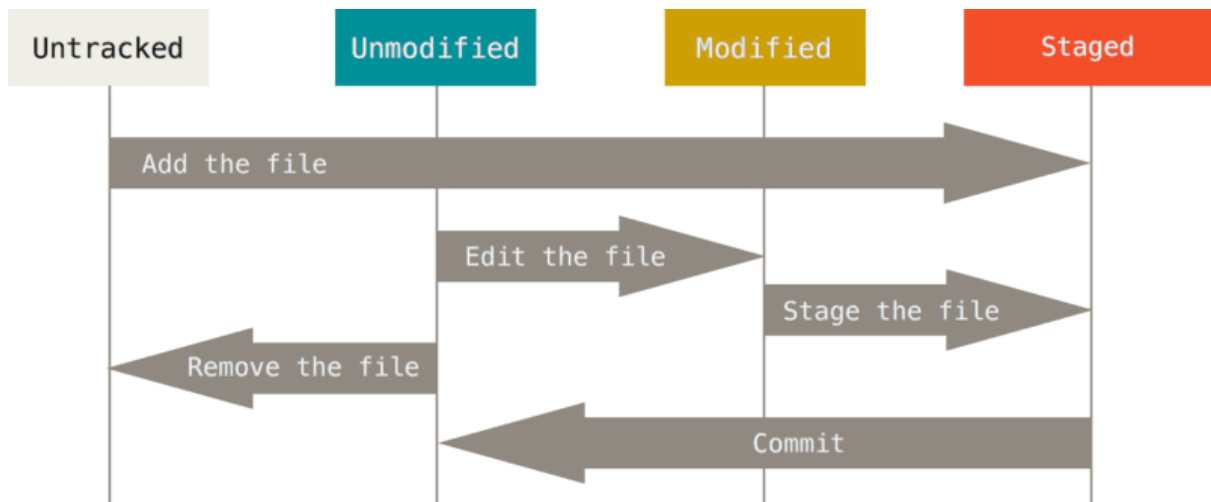 Untracked
Unmodified
Modified
Staged
Add the file
Edit the file
Stage the file
Remove the file
Commit